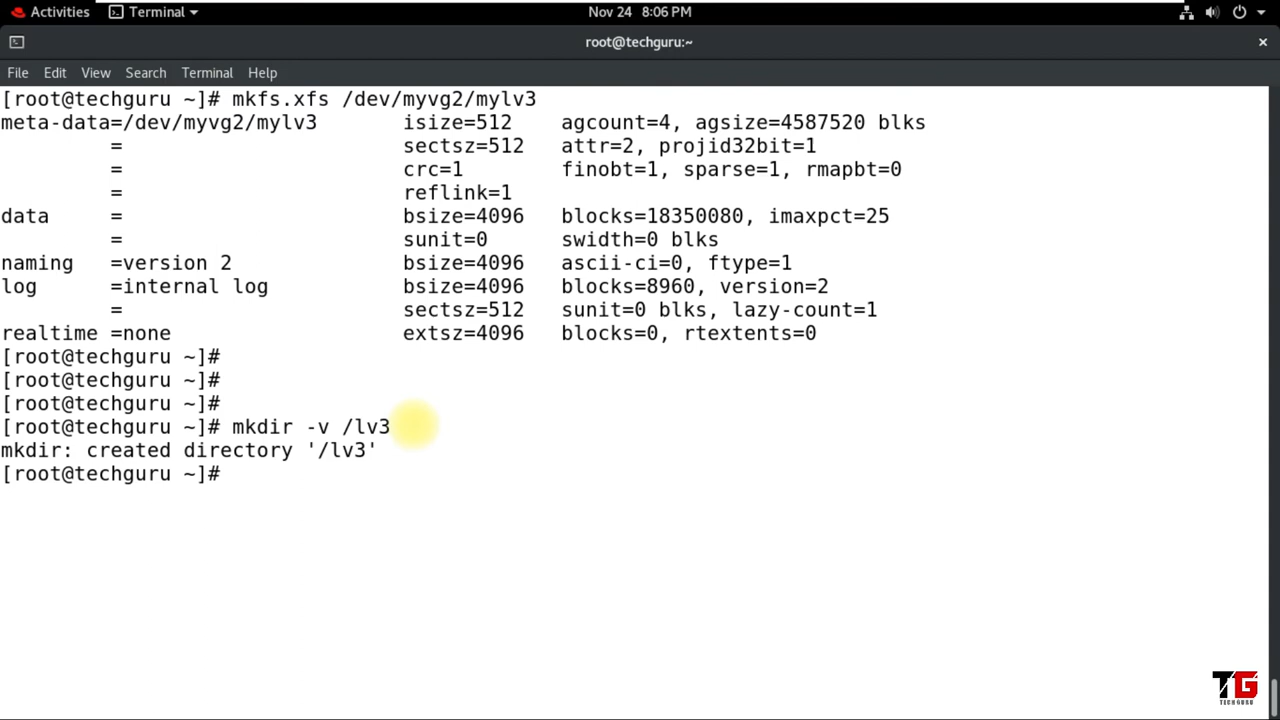 Activities Terminal Nov 24 8:06 PM
root@techguru:~
File Edit View Search Terminal Help
[root@techguru ~]# mkfs.xfs /dev/myvg2/mylv3
meta-data=/dev/myvg2/mylv3 isize=512 agcount=4, agsize=4587520 blks
= sectsz=512 attr=2, projid32bit=1
= crc=1 finobt=1, sparse=1, rmapbt=0
= reflink=1
data = bsize=4096 blocks=18350080, imaxpct=25
= sunit=0 swidth=0 blks
naming =version 2 bsize=4096 ascii-ci=0, ftype=1
log =internal log bsize=4096 blocks=8960, version=2
= sectsz=512 sunit=0 blks, lazy-count=1
realtime =none extsz=4096 blocks=0, rtextents=0
[root@techguru ~]#
[root@techguru ~]#
[root@techguru ~]#
[root@techguru ~]# mkdir -v /lv3
mkdir: created directory '/lv3'
[root@techguru ~]#
TG
TECH GURU